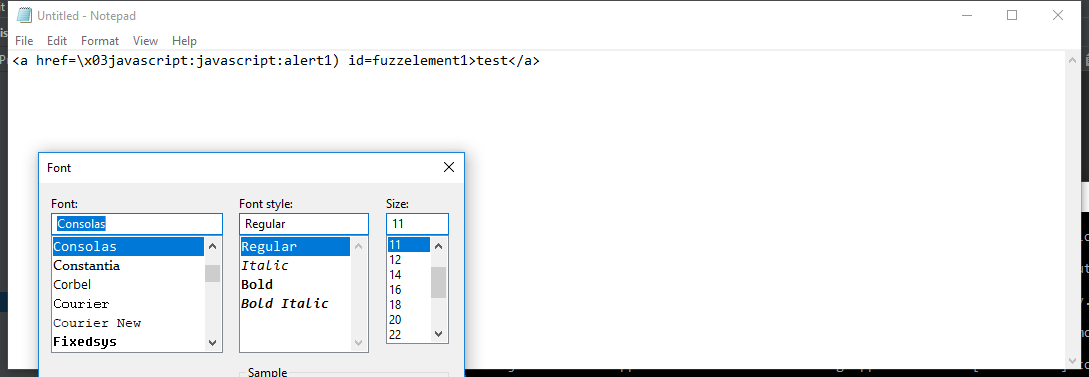 Untitled - Notepad
File Edit Format View Help
<a href=\x03javascript:javascript:alert1) id=fuzzelement1>test</a>
Font
Font: Font style: Size:
Consolas Regular 11
Consolas Regular 11
Constantia Italic 12
Corbel Bold 14
Courier Bold Italic 16
Courier New 18
Fixedsys 20
22
Sample